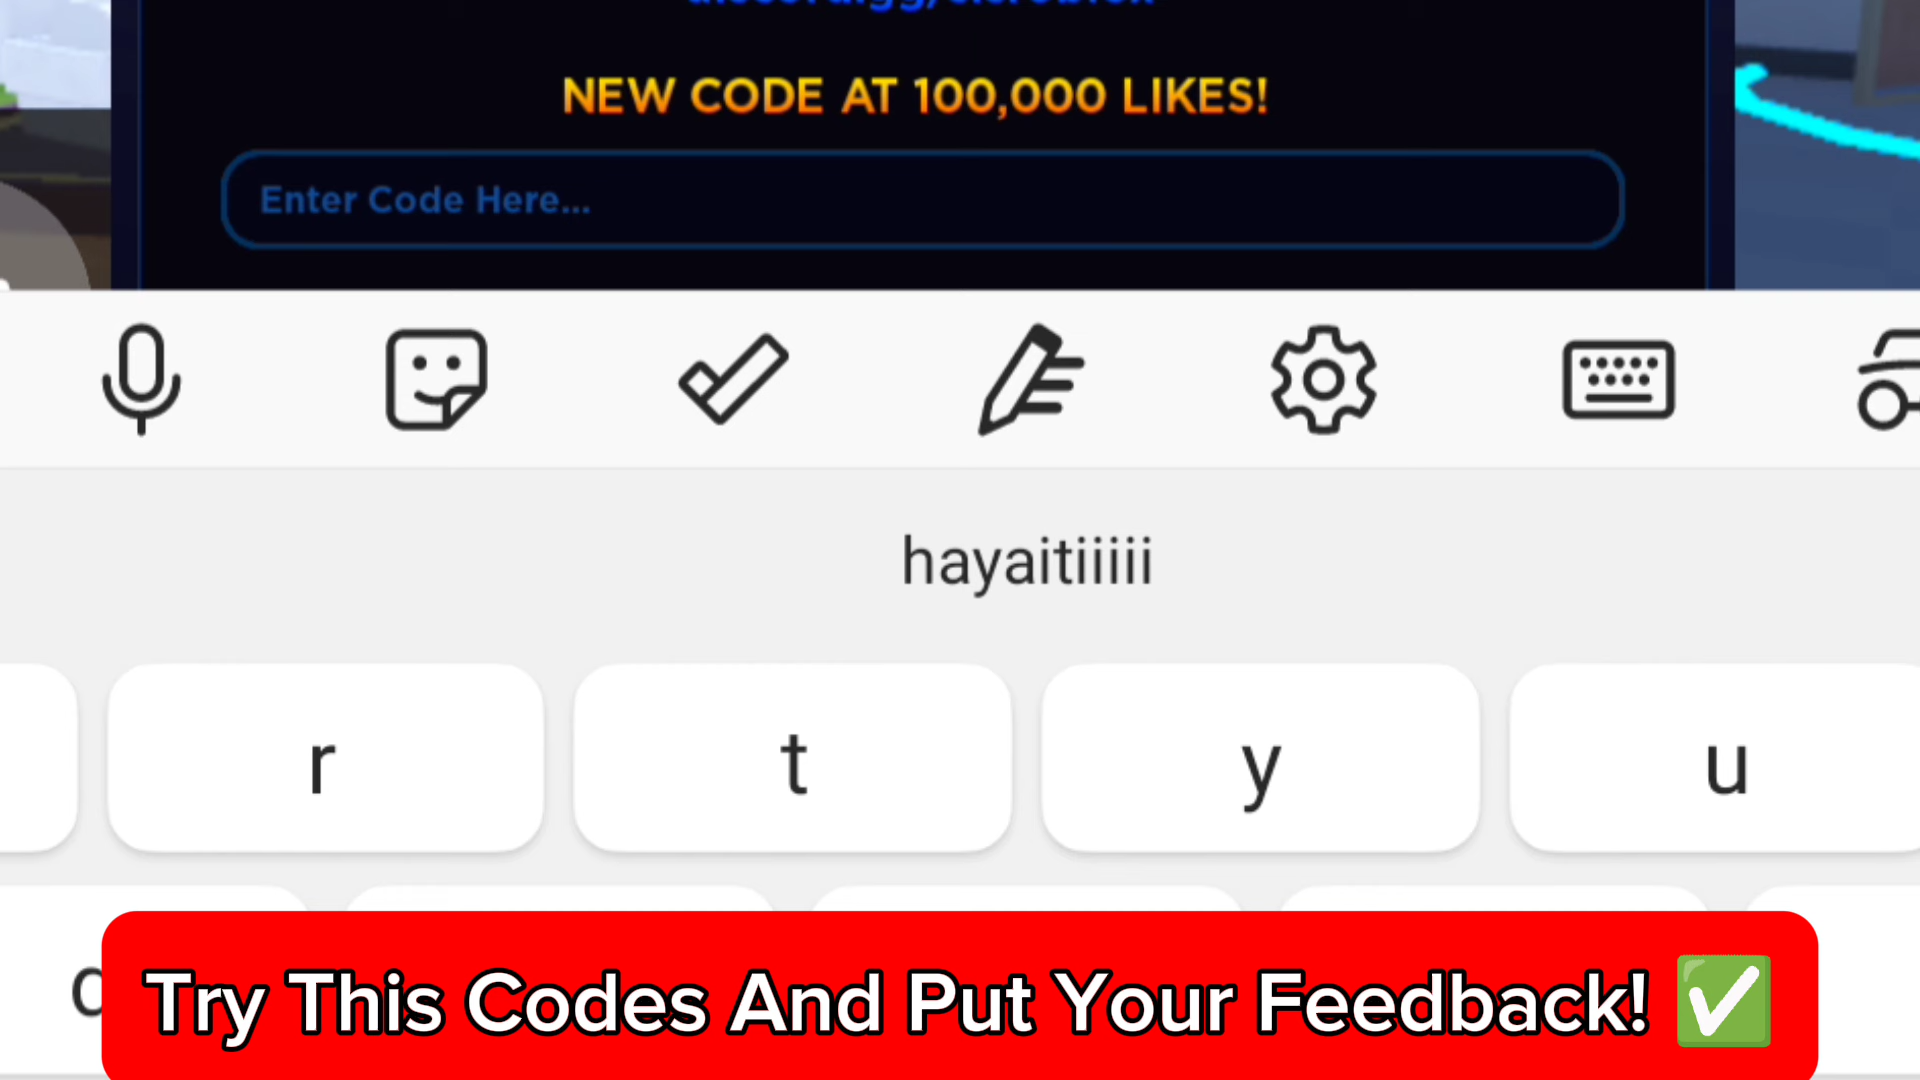 NEW CODE AT 100,000 LIKES!
Enter Code Here...
hayaitiiiii
r t y u
Try This Codes And Put Your Feedback! ✅